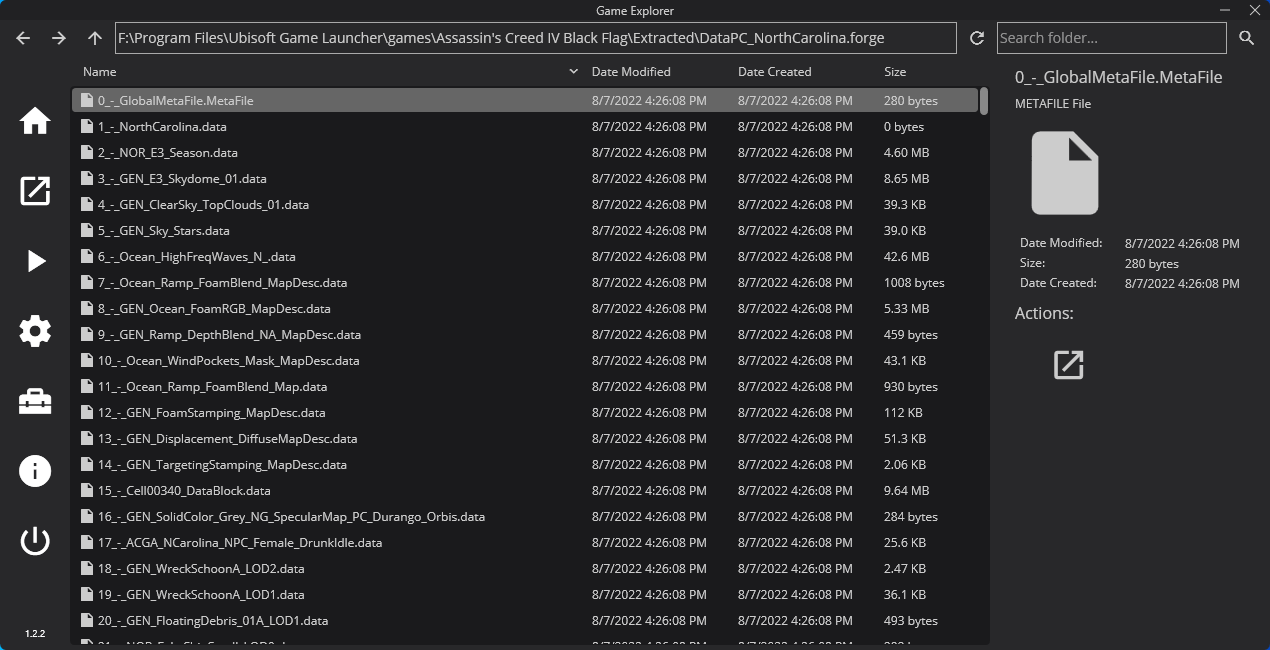 Game Explorer
F:\Program Files\Ubisoft Game Launcher\games\Assassin's Creed IV Black Flag\Extracted\DataPC_NorthCarolina.forge
Search folder...
Name Date Modified Date Created Size
0_-_GlobalMetaFile.MetaFile 8/7/2022 4:26:08 PM 8/7/2022 4:26:08 PM 280 bytes
1_-_NorthCarolina.data 8/7/2022 4:26:08 PM 8/7/2022 4:26:08 PM 0 bytes
2_-_NOR_E3_Season.data 8/7/2022 4:26:08 PM 8/7/2022 4:26:08 PM 4.60 MB
3_-_GEN_E3_Skydome_01.data 8/7/2022 4:26:08 PM 8/7/2022 4:26:08 PM 8.65 MB
4_-_GEN_ClearSky_TopClouds_01.data 8/7/2022 4:26:08 PM 8/7/2022 4:26:08 PM 39.3 KB
5_-_GEN_Sky_Stars.data 8/7/2022 4:26:08 PM 8/7/2022 4:26:08 PM 39.0 KB
6_-_Ocean_HighFreqWaves_N_.data 8/7/2022 4:26:08 PM 8/7/2022 4:26:08 PM 42.6 MB
7_-_Ocean_Ramp_FoamBlend_MapDesc.data 8/7/2022 4:26:08 PM 8/7/2022 4:26:08 PM 1008 bytes
8_-_GEN_Ocean_FoamRGB_MapDesc.data 8/7/2022 4:26:08 PM 8/7/2022 4:26:08 PM 5.33 MB
9_-_GEN_Ramp_DepthBlend_NA_MapDesc.data 8/7/2022 4:26:08 PM 8/7/2022 4:26:08 PM 459 bytes
10_-_Ocean_WindPockets_Mask_MapDesc.data 8/7/2022 4:26:08 PM 8/7/2022 4:26:08 PM 43.1 KB
11_-_Ocean_Ramp_FoamBlend_Map.data 8/7/2022 4:26:08 PM 8/7/2022 4:26:08 PM 930 bytes
12_-_GEN_FoamStamping_MapDesc.data 8/7/2022 4:26:08 PM 8/7/2022 4:26:08 PM 112 KB
13_-_GEN_Displacement_DiffuseMapDesc.data 8/7/2022 4:26:08 PM 8/7/2022 4:26:08 PM 51.3 KB
14_-_GEN_TargetingStamping_MapDesc.data 8/7/2022 4:26:08 PM 8/7/2022 4:26:08 PM 2.06 KB
15_-_Cell00340_DataBlock.data 8/7/2022 4:26:08 PM 8/7/2022 4:26:08 PM 9.64 MB
16_-_GEN_SolidColor_Grey_NG_SpecularMap_PC_Durango_Orbis.data 8/7/2022 4:26:08 PM 8/7/2022 4:26:08 PM 284 bytes
17_-_ACGA_NCarolina_NPC_Female_DrunkIdle.data 8/7/2022 4:26:08 PM 8/7/2022 4:26:08 PM 25.6 KB
18_-_GEN_WreckSchoonA_LOD2.data 8/7/2022 4:26:08 PM 8/7/2022 4:26:08 PM 2.47 KB
19_-_GEN_WreckSchoonA_LOD1.data 8/7/2022 4:26:08 PM 8/7/2022 4:26:08 PM 36.1 KB
20_-_GEN_FloatingDebris_01A_LOD1.data 8/7/2022 4:26:08 PM 8/7/2022 4:26:08 PM 493 bytes
1.2.2
0_-_GlobalMetaFile.MetaFile
METAFILE File
Date Modified: 8/7/2022 4:26:08 PM
Size: 280 bytes
Date Created: 8/7/2022 4:26:08 PM
Actions: